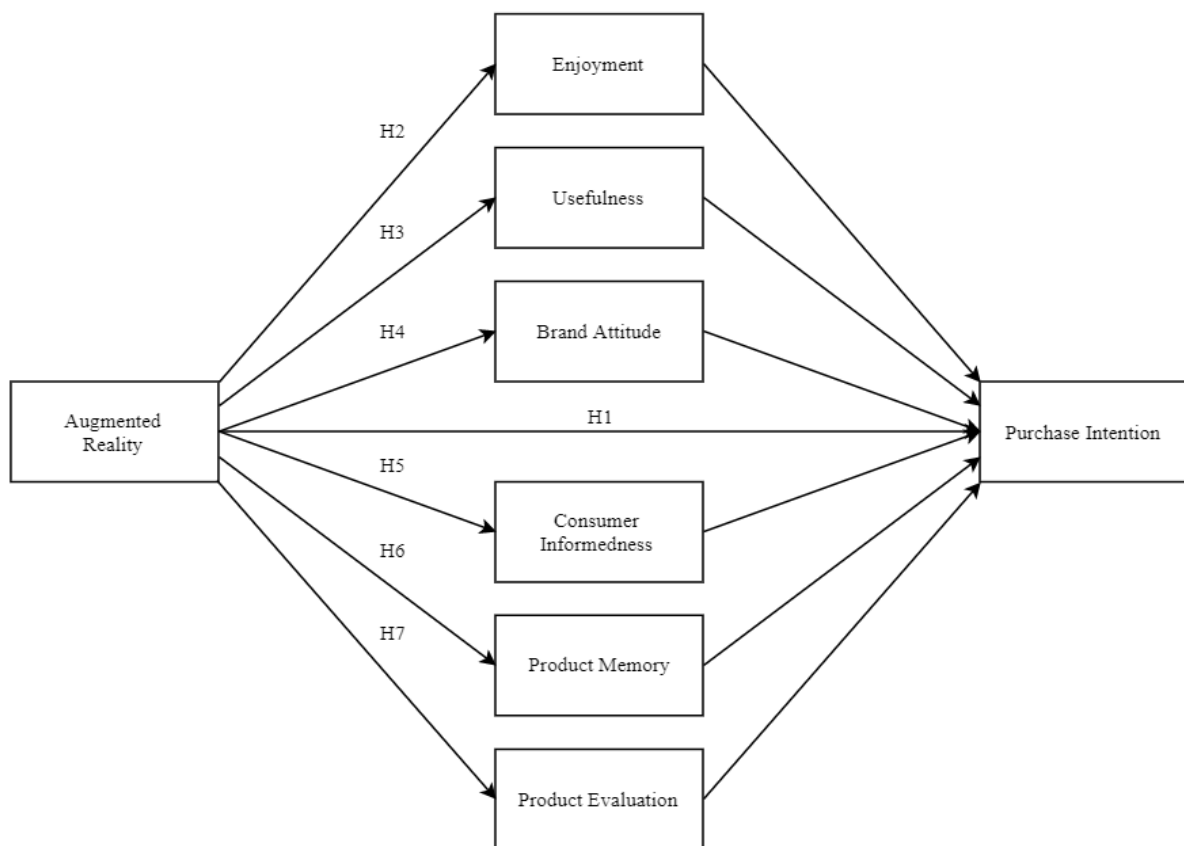 Enjoyment
H2
Usefulness
H3
Brand Attitude
H4
Augmented
Reality
H1
Purchase Intention
H5
Consumer
Informedness
H6
Product Memory
H7
Product Evaluation